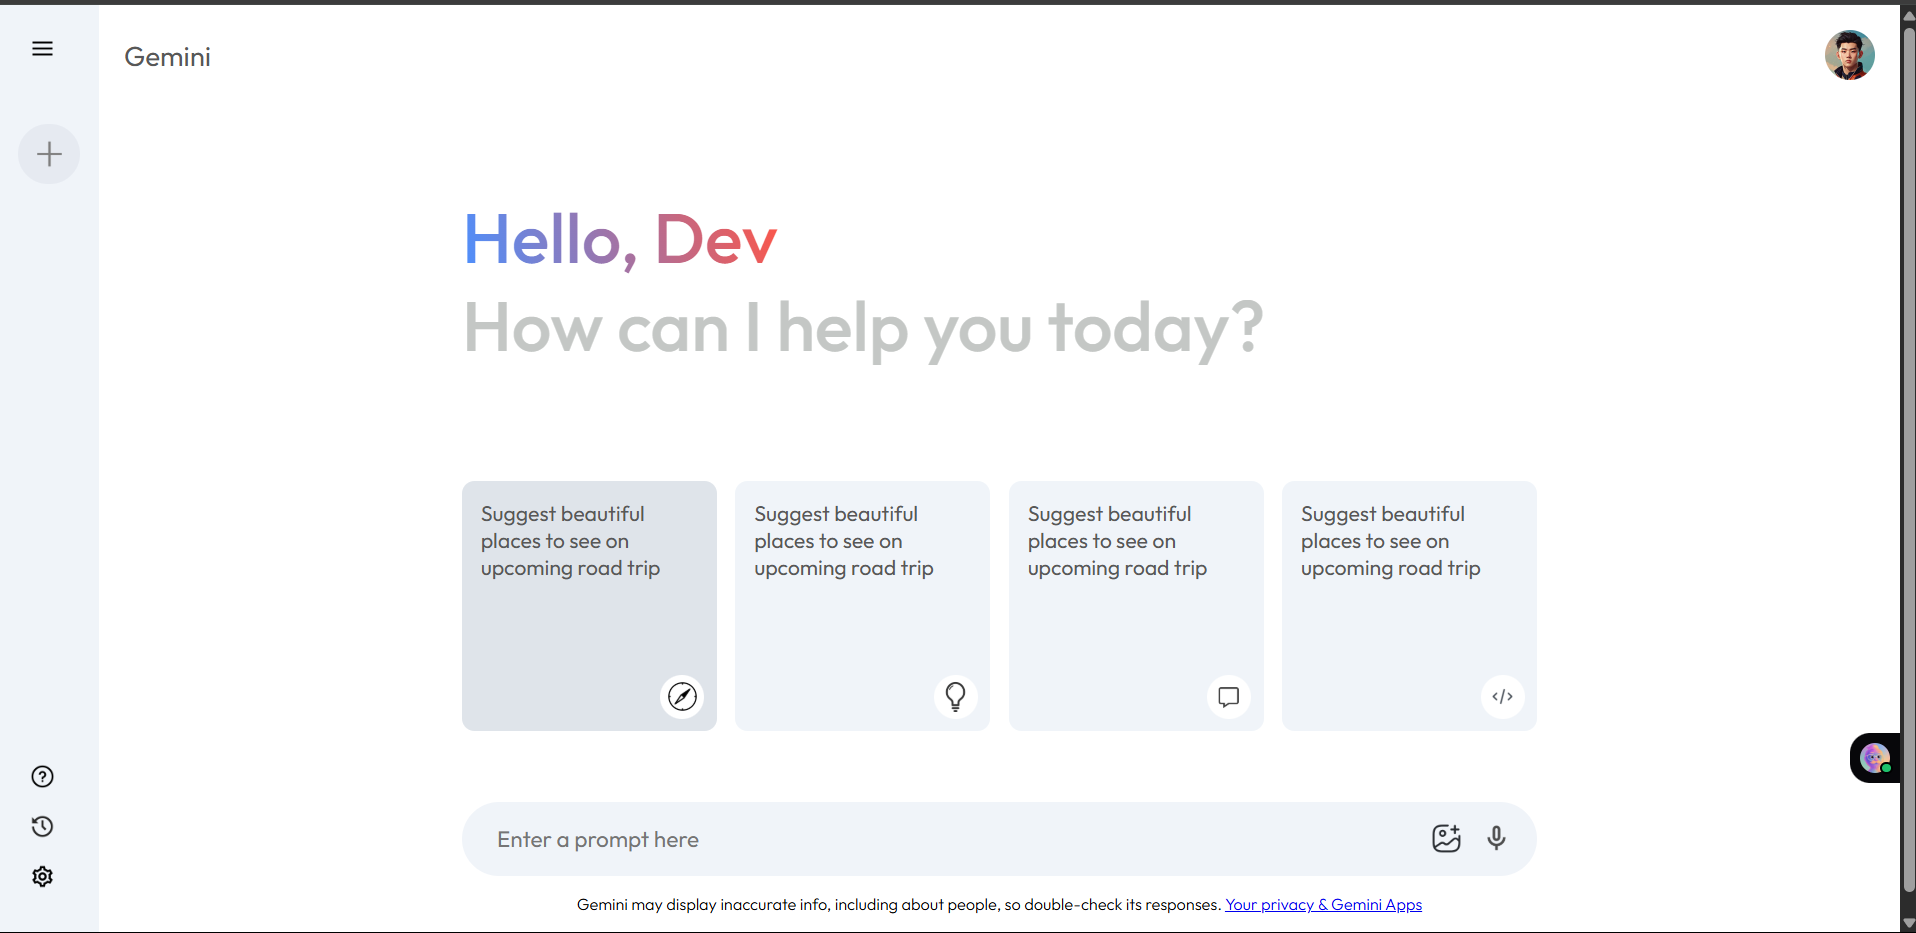 Gemini
Hello, Dev
How can I help you today?
Suggest beautiful
places to see on
upcoming road trip
Suggest beautiful
places to see on
upcoming road trip
Suggest beautiful
places to see on
upcoming road trip
Suggest beautiful
places to see on
upcoming road trip
Enter a prompt here
Gemini may display inaccurate info, including about people, so double-check its responses. Your privacy & Gemini Apps